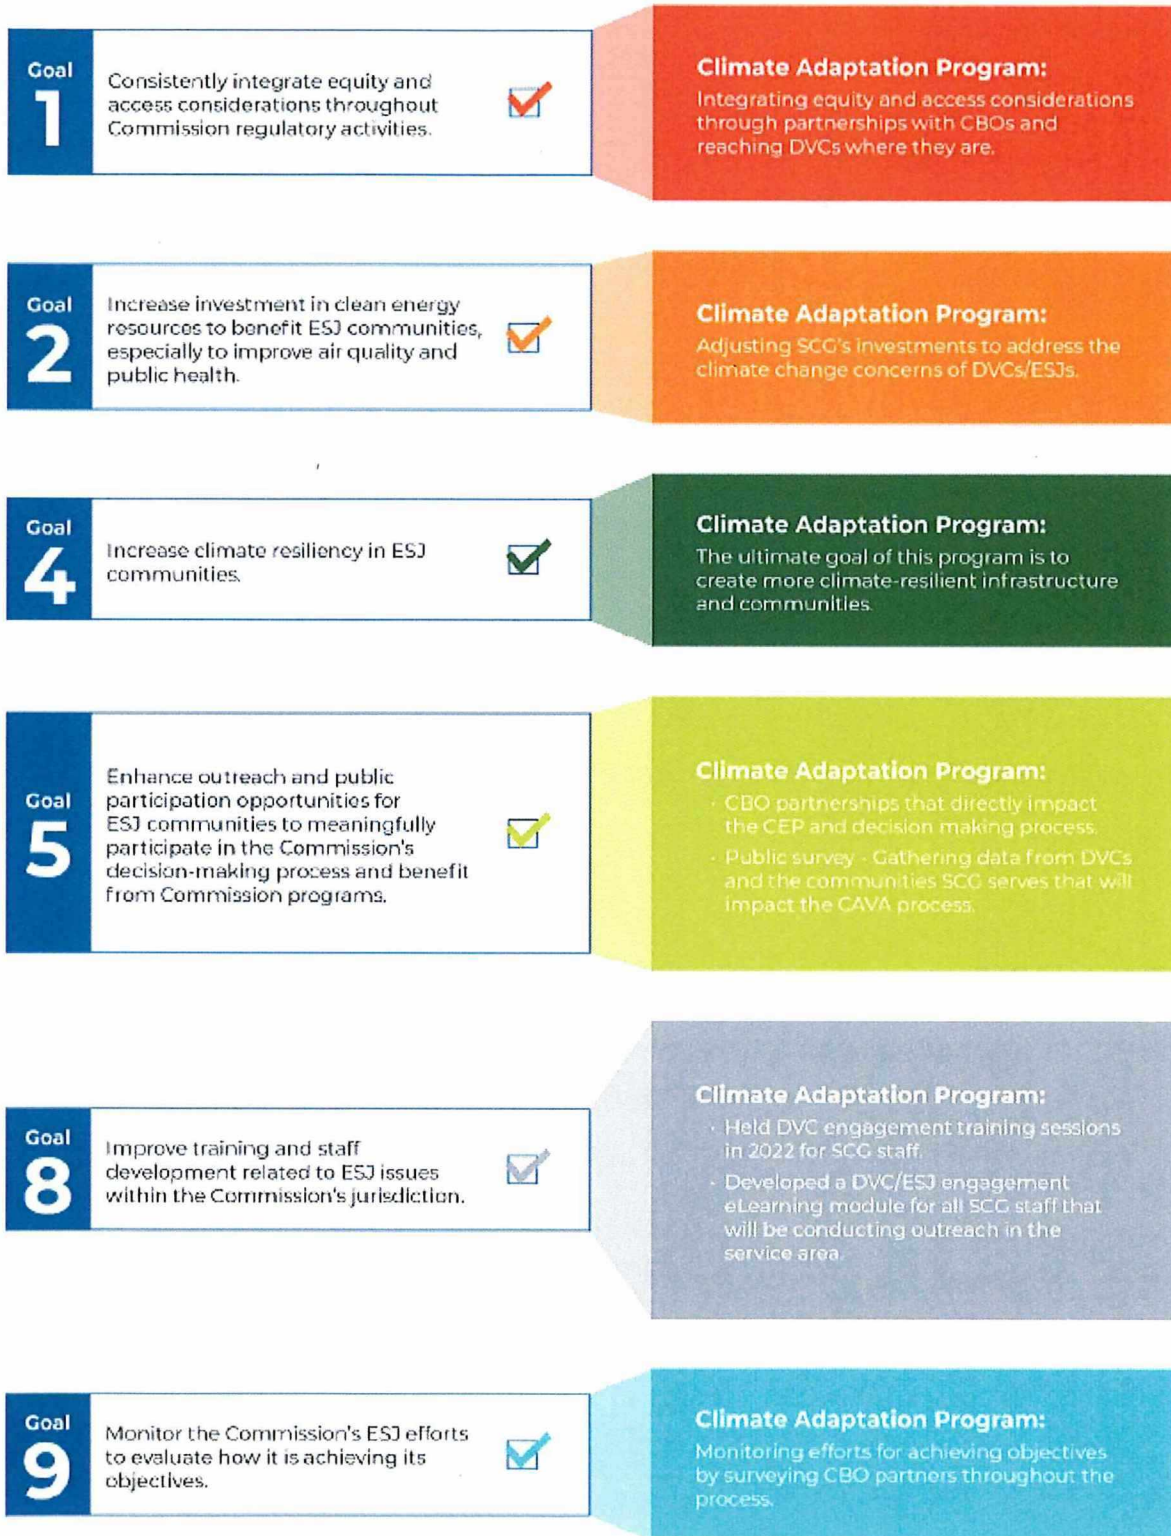 Goal
1
Consistently integrate equity and
access considerations throughout
Commission regulatory activities.
Climate Adaptation Program:
Integrating equity and access considerations
through partnerships with CBOs and
reaching DVCs where they are.
Goal
2
Increase investment in clean energy
resources to benefit ESJ communities,
especially to improve air quality and
public health.
Climate Adaptation Program:
Adjusting SCG's investments to address the
climate change concerns of DVCs/ESJs.
Goal
4
Increase climate resiliency in ESJ
communities.
Climate Adaptation Program:
The ultimate goal of this program is to
create more climate-resilient infrastructure
and communities.
Goal
5
Enhance outreach and public
participation opportunities for
ESJ communities to meaningfully
participate in the Commission's
decision-making process and benefit
from Commission programs.
Climate Adaptation Program:
· CBO partnerships that directly impact
the CEP and decision making process.
· Public survey - Gathering data from DVCs
and the communities SCG serves that will
impact the CAVA process.
Goal
8
Improve training and staff
development related to ESJ issues
within the Commission's jurisdiction.
Climate Adaptation Program:
· Held DVC engagement training sessions
in 2022 for SCG staff.
· Developed a DVC/ESJ engagement
eLearning module for all SCG staff that
will be conducting outreach in the
service area.
Goal
9
Monitor the Commission's ESJ efforts
to evaluate how it is achieving its
objectives.
Climate Adaptation Program:
Monitoring efforts for achieving objectives
by surveying CBO partners throughout the
process.